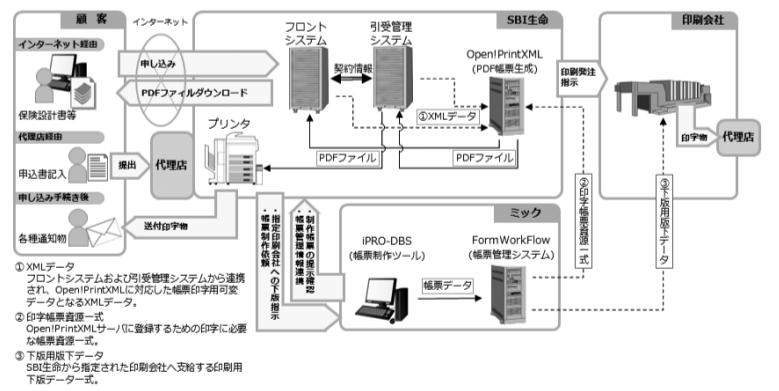 顧 客
インターネット
SBI生命
印刷会社
インターネット経由
保険設計書等
申し込み
PDFファイルダウンロード
フロント
システム
引受管理
システム
契約情報
Open!PrintXML
(PDF帳票生成)
①XMLデータ
印刷発注
指示
印字物
代理店
代理店経由
申込書記入
提出
代理店
プリンタ
PDFファイル
PDFファイル
申し込み手続き後
各種通知物
送付印字物
・指定印刷会社への下版指示
・帳票制作依頼
・制作帳票の提示確認
・帳票管理情報連携
②印字帳票資源一式
③下版用版下データ
ミック
iPRO-DBS
(帳票制作ツール)
帳票データ
FormWorkFlow
(帳票管理システム)
① XMLデータ
フロントシステムおよび引受管理システムから連携
され、Open!PrintXMLに対応した帳票印字用可変
データとなるXMLデータ。
② 印字帳票資源一式
Open!PrintXMLサーバに登録するための印字に必要
な帳票資源一式。
③ 下版用版下データ
SBI生命から指定された印刷会社へ支給する印刷用
下版データ一式。